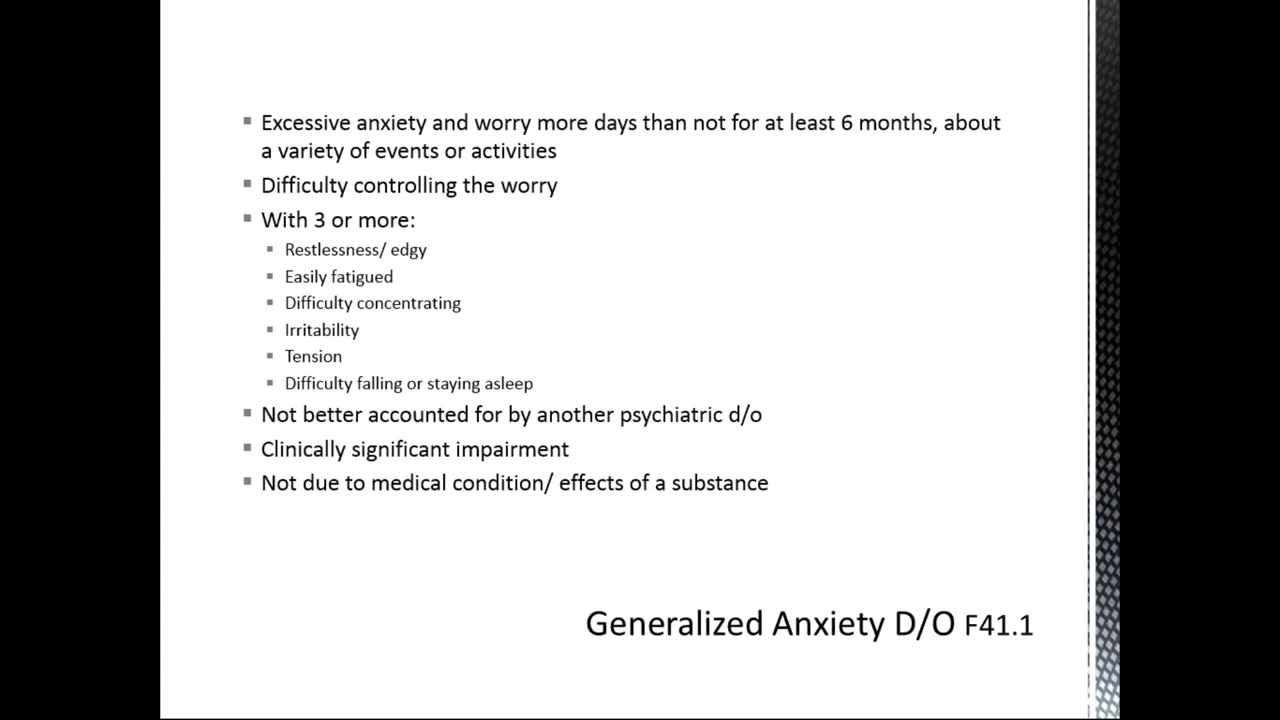 Excessive anxiety and worry more days than not for at least 6 months, about
a variety of events or activities
Difficulty controlling the worry
With 3 or more:
Restlessness/ edgy
Easily fatigued
Difficulty concentrating
Irritability
Tension
Difficulty falling or staying asleep
Not better accounted for by another psychiatric d/o
Clinically significant impairment
Not due to medical condition/ effects of a substance
Generalized Anxiety D/O F41.1